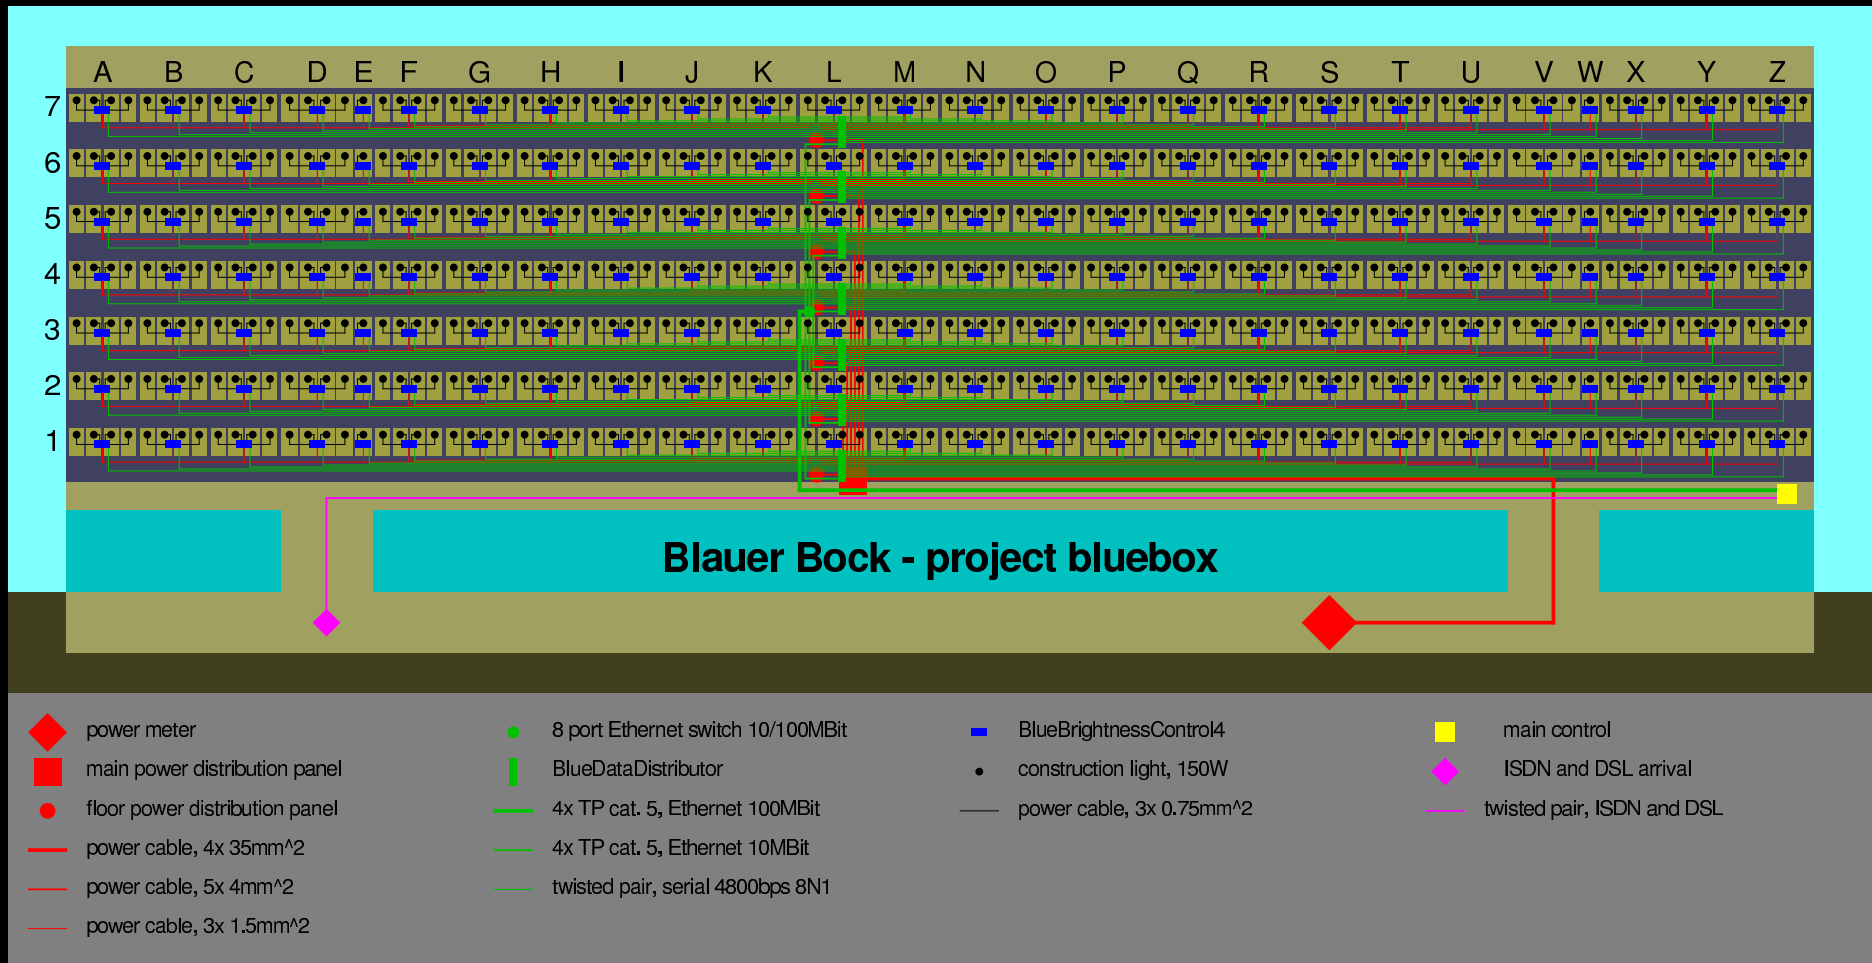 A B C D E F G H I J K L M N O P Q R S T U V W X Y Z
7
6
5
4
3
2
1
Blauer Bock - project bluebox
power meter
main power distribution panel
floor power distribution panel
power cable, 4x 35mm^2
power cable, 5x 4mm^2
power cable, 3x 1.5mm^2
8 port Ethernet switch 10/100MBit
BlueDataDistributor
4x TP cat. 5, Ethernet 100MBit
4x TP cat. 5, Ethernet 10MBit
twisted pair, serial 4800bps 8N1
BlueBrightnessControl4
construction light, 150W
power cable, 3x 0.75mm^2
main control
ISDN and DSL arrival
twisted pair, ISDN and DSL